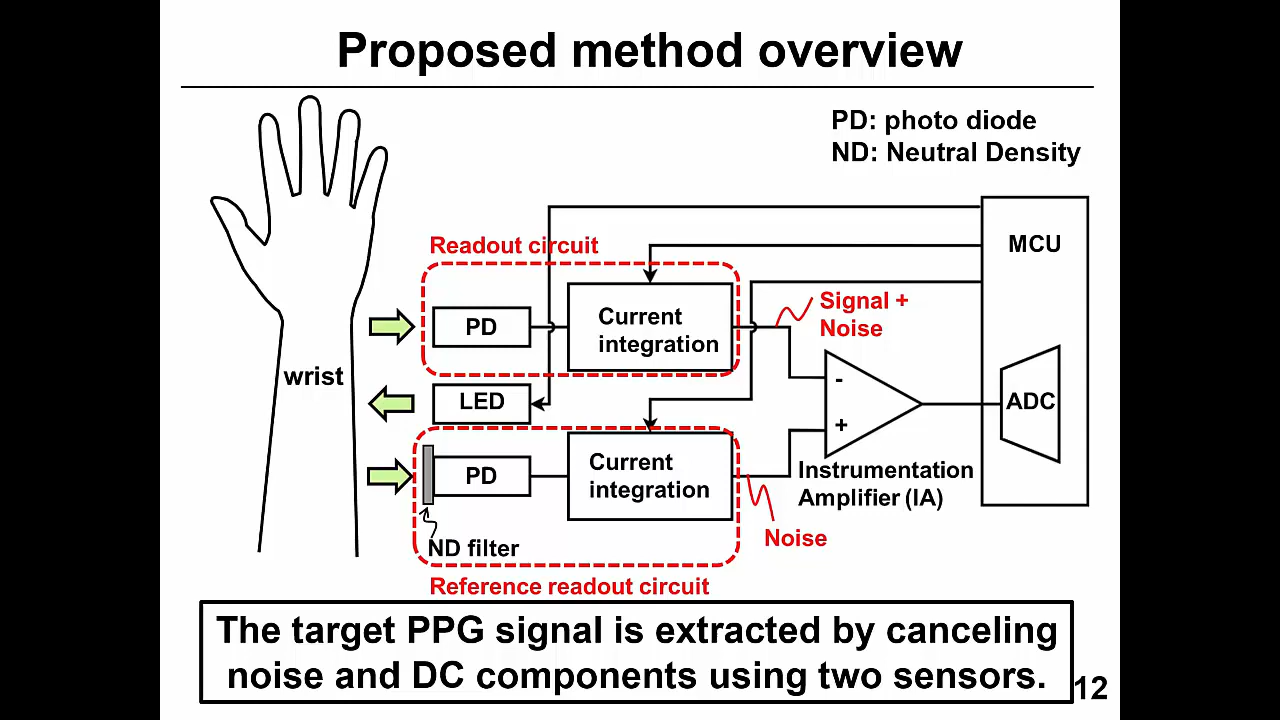 Proposed method overview
PD: photo diode
ND: Neutral Density
MCU
Readout circuit
Signal +
Noise
PD
Current
integration
wrist
LED
-
ADC
+
PD
Current
integration
Instrumentation
Amplifier (IA)
Noise
ND filter
Reference readout circuit
The target PPG signal is extracted by canceling
noise and DC components using two sensors.
12